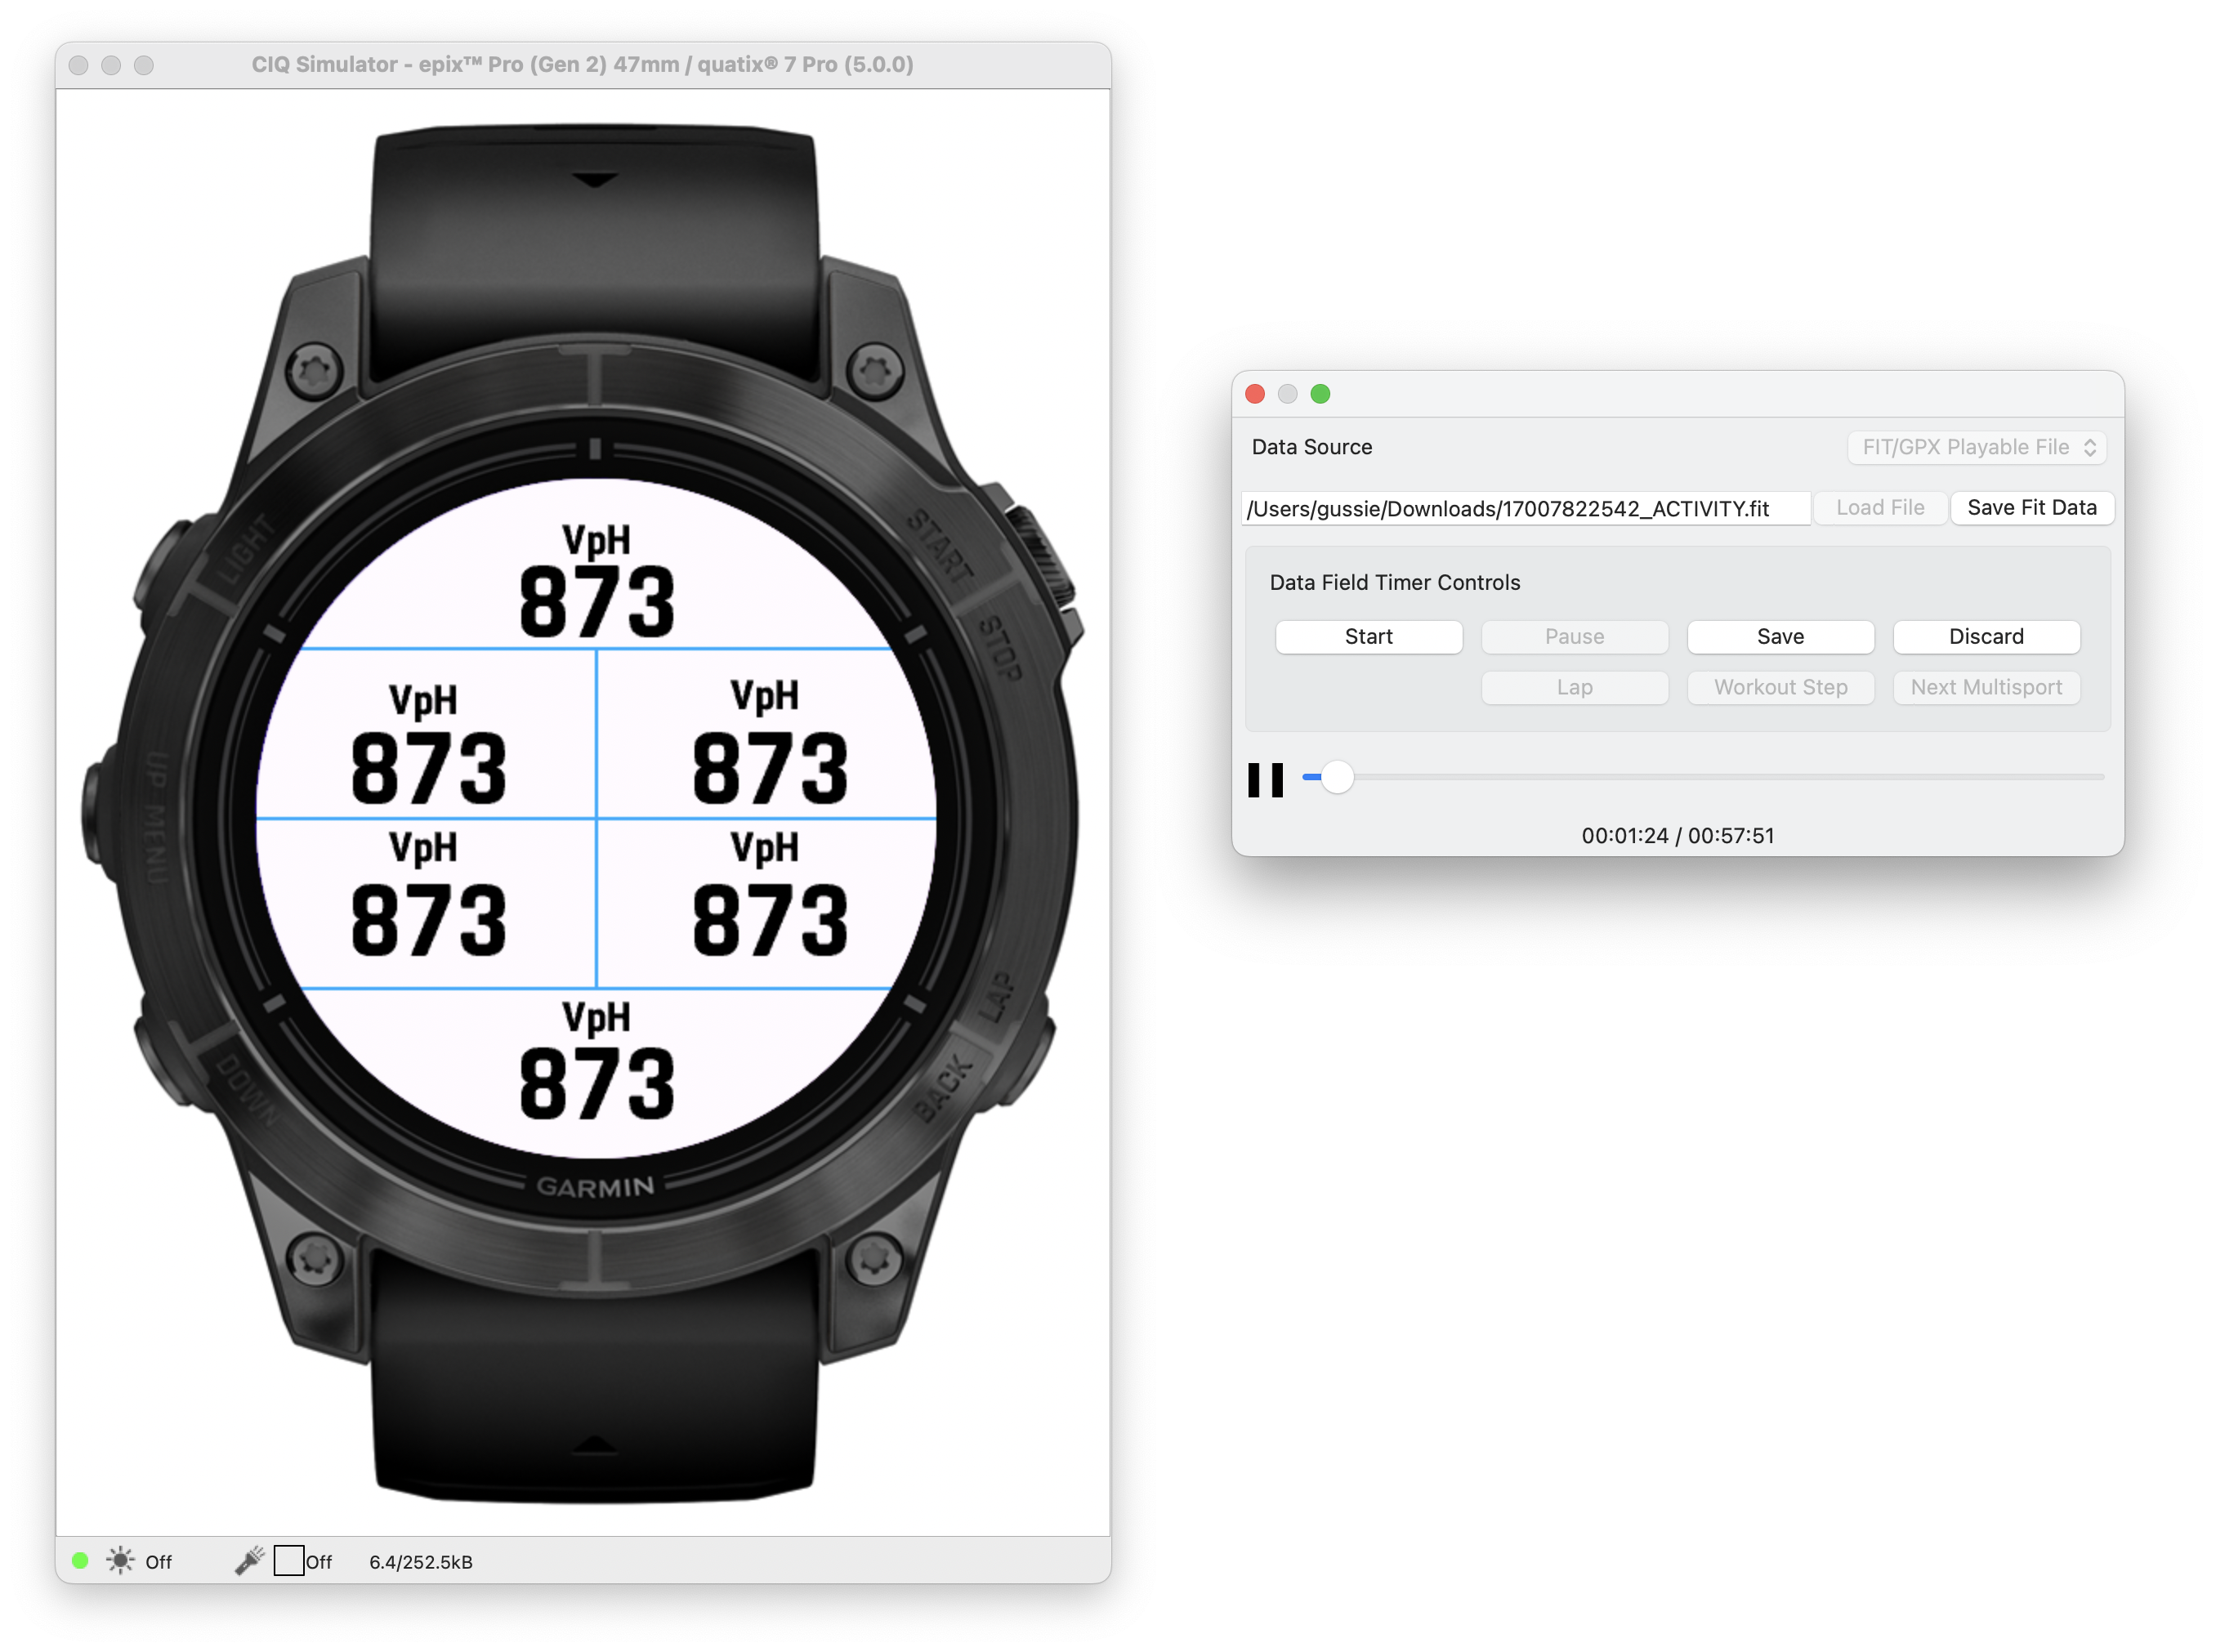 CIQ Simulator - epix™ Pro (Gen 2) 47mm / quatix® 7 Pro (5.0.0)
LIGHT
START
STOP
UP MENU
DOWN
LAP
BACK
VpH
873
VpH
873
VpH
873
VpH
873
VpH
873
VpH
873
GARMIN
Off
Off
6.4/252.5kB
Data Source
FIT/GPX Playable File
/Users/gussie/Downloads/17007822542_ACTIVITY.fit
Load File
Save Fit Data
Data Field Timer Controls
Start
Pause
Save
Discard
Lap
Workout Step
Next Multisport
00:01:24 / 00:57:51